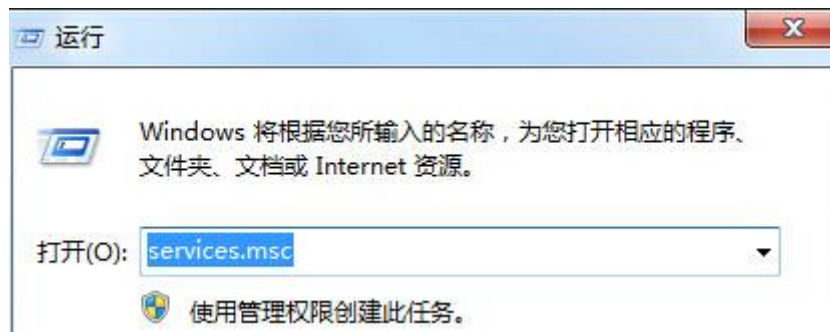 运行
Windows 将根据您所输入的名称，为您打开相应的程序、
文件夹、文档或 Internet 资源。
打开(O): services.msc
使用管理权限创建此任务。